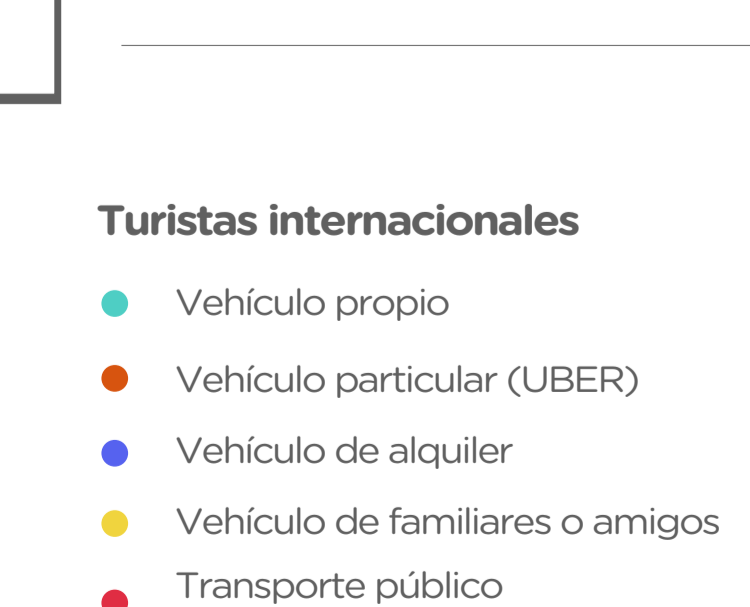 Turistas internacionales
Vehículo propio
Vehículo particular (UBER)
Vehículo de alquiler
Vehículo de familiares o amigos
Transporte público